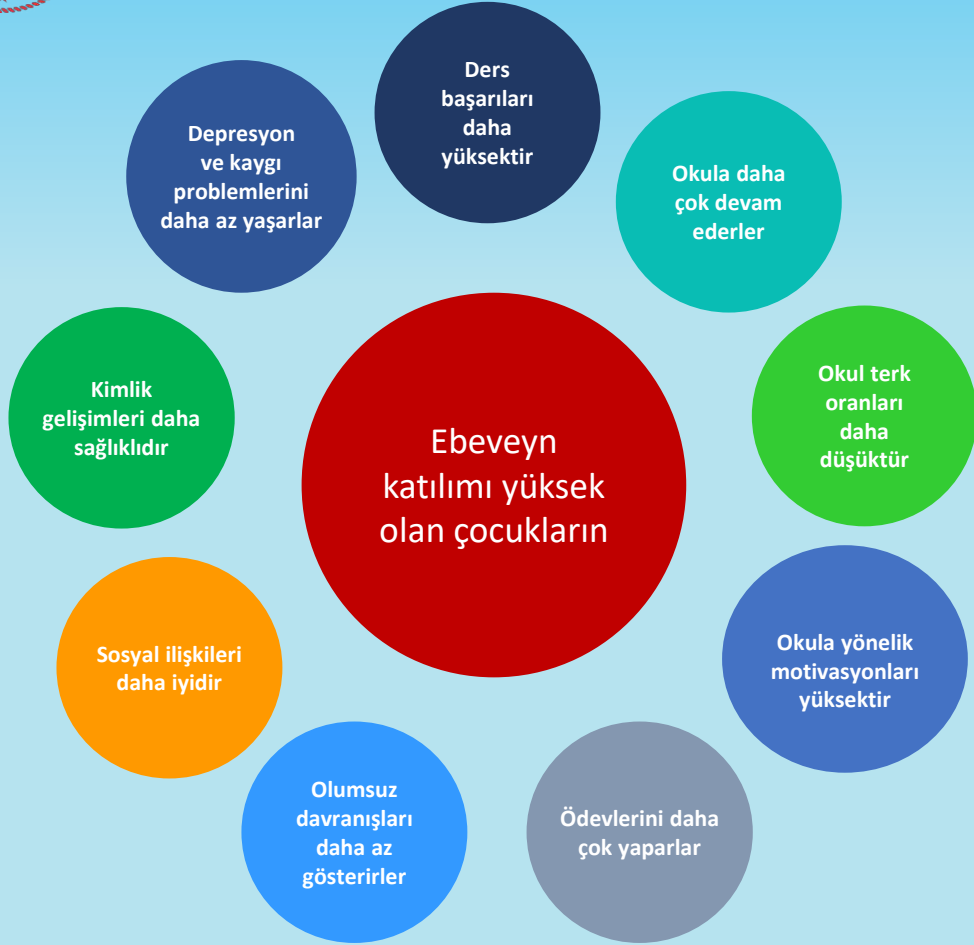 Ders
başarıları
daha
yüksektir
Depresyon
ve kaygı
problemlerini
daha az yaşarlar
Okula daha
çok devam
ederler
Kimlik
gelişimleri daha
sağlıklıdır
Okul terk
oranları
daha
düşüktür
Ebeveyn
katılımı yüksek
olan çocukların
Sosyal ilişkileri
daha iyidir
Okula yönelik
motivasyonları
yüksektir
Olumsuz
davranışları
daha az
gösterirler
Ödevlerini daha
çok yaparlar